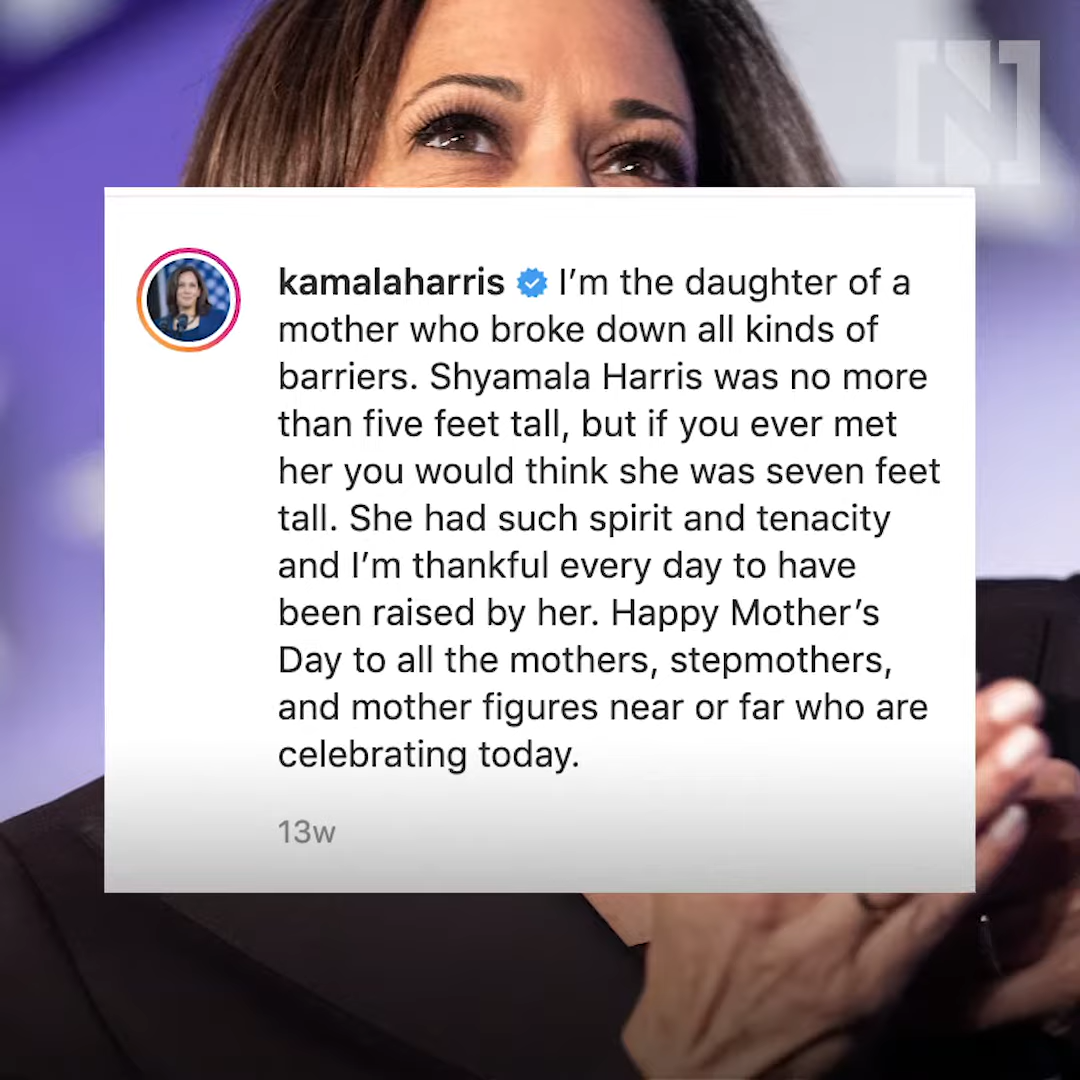 [N]
kamalaharris I’m the daughter of a
mother who broke down all kinds of
barriers. Shyamala Harris was no more
than five feet tall, but if you ever met
her you would think she was seven feet
tall. She had such spirit and tenacity
and I’m thankful every day to have
been raised by her. Happy Mother’s
Day to all the mothers, stepmothers,
and mother figures near or far who are
celebrating today.
13w